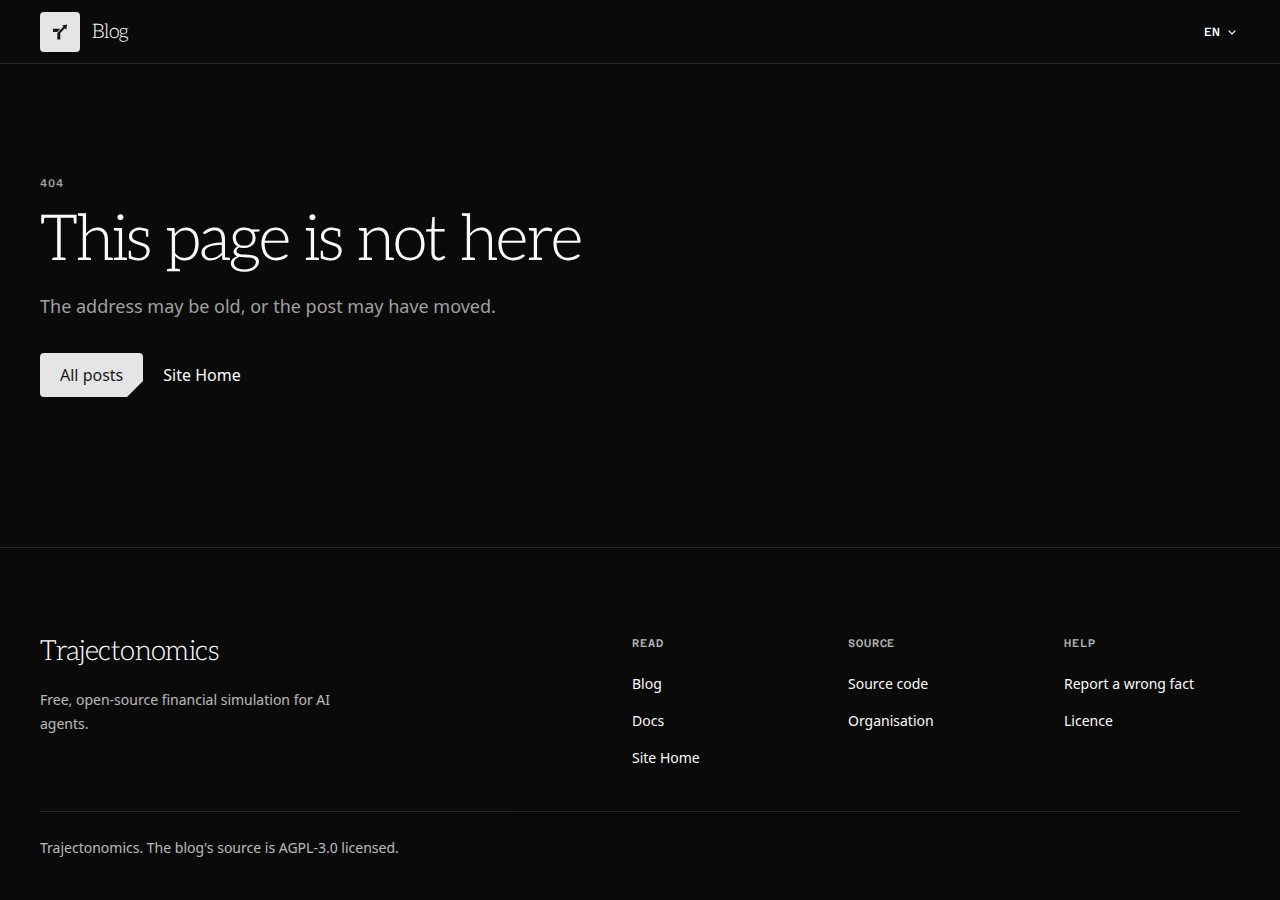 Blog
EN
404
This page is not here
The address may be old, or the post may have moved.
All posts
Site Home
Trajectonomics
Free, open-source financial simulation for AI
agents.
READ
Blog
Docs
Site Home
SOURCE
Source code
Organisation
HELP
Report a wrong fact
Licence
Trajectonomics. The blog's source is AGPL-3.0 licensed.